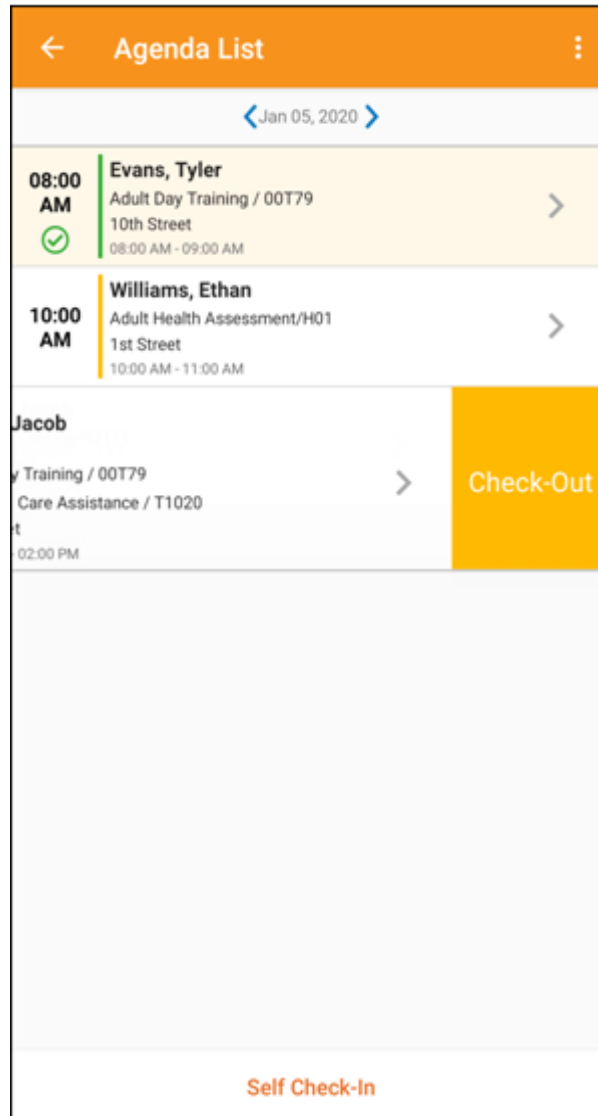 Agenda List
Jan 05, 2020
08:00
AM
Evans, Tyler
Adult Day Training / 00T79
10th Street
08:00 AM - 09:00 AM
10:00
AM
Williams, Ethan
Adult Health Assessment/H01
1st Street
10:00 AM - 11:00 AM
Jacob
y Training / 00T79
Care Assistance / T1020
t
02:00 PM
Check-Out
Self Check-In